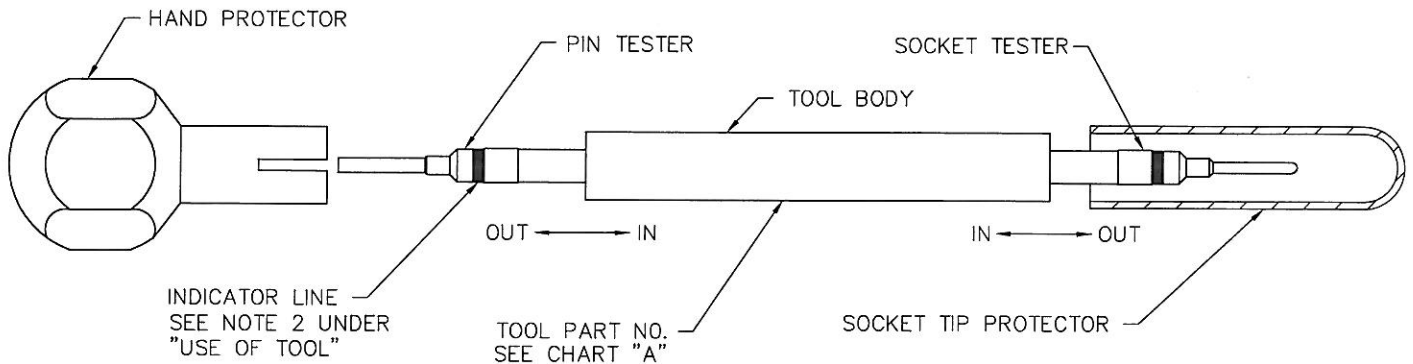 HAND PROTECTOR
PIN TESTER
SOCKET TESTER
TOOL BODY
OUT
IN
IN
OUT
INDICATOR LINE
SEE NOTE 2 UNDER
"USE OF TOOL"
TOOL PART NO.
SEE CHART "A"
SOCKET TIP PROTECTOR